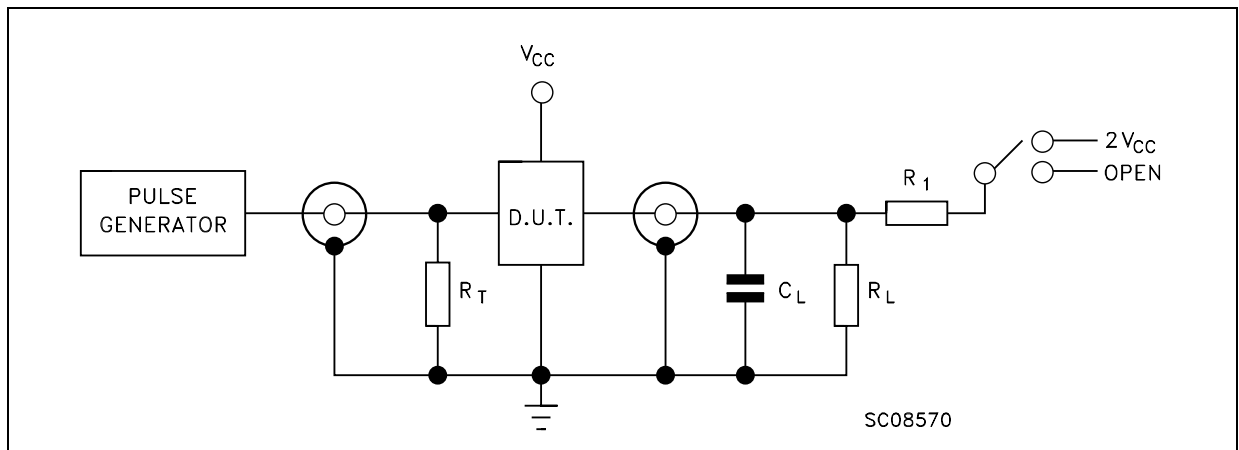 VCC
2VCC
OPEN
R1
PULSE
GENERATOR
D.U.T.
RT
CL
RL
SC08570